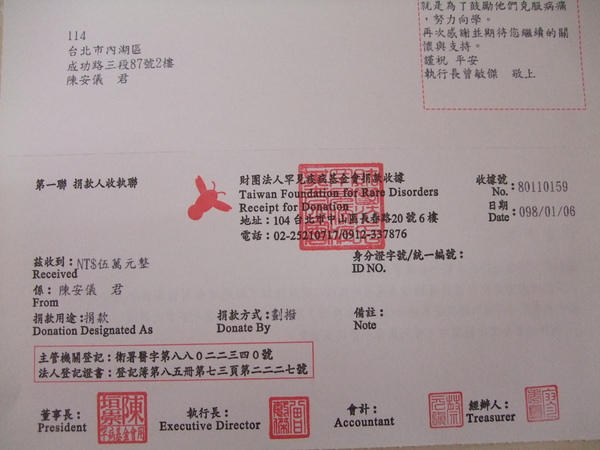 就是為了鼓勵他們克服病痛
，努力向學。
再次感謝並期待您繼續的關
懷與支持。
謹祝 平安
執行長曾敏傑 敬上
114
台北市內湖區
成功路三段87號2樓
陳安儀 君
第一聯 捐款人收執聯
財團法人罕見疾病基金會捐款收據
Taiwan Foundation for Rare Disorders
Receipt for Donation
地址：104台北市中山區長春路20號6樓
電話：02-25210717/0912-337876
收據號：80110159
No.
日期：098/01/06
Date
茲收到：NT$伍萬元整
Received
身分證字號/統一編號：
ID NO.
係：陳安儀 君
From
捐款用途：捐款
Donation Designated As
捐款方式：劃撥
Donate By
備註：
Note
主管機關登記：衛署醫字第八八０二二三四０號
法人登記證書：登記簿第八五冊第七三頁第二二二七號
董事長：
President
執行長：
Executive Director
會計：
Accountant
經辦人：
Treasurer